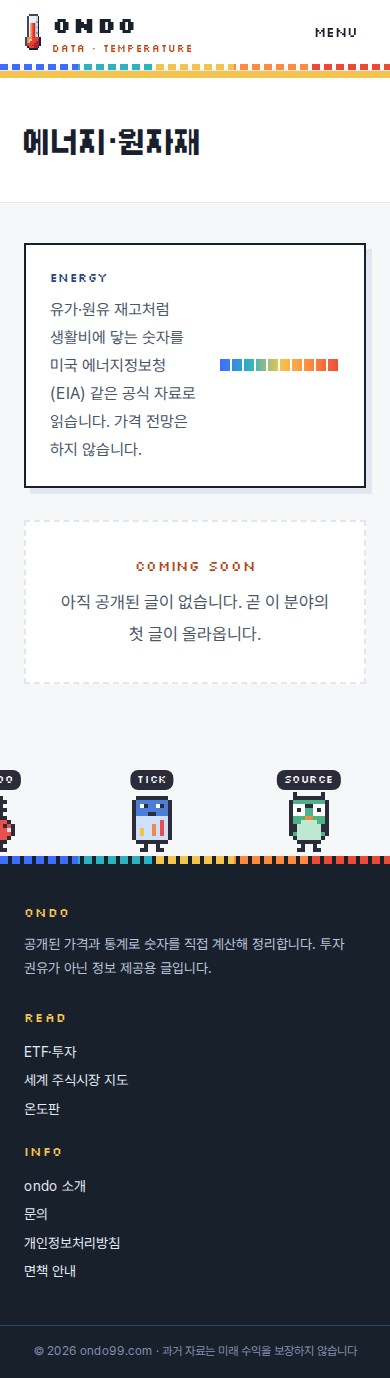 ONDO
DATA · TEMPERATURE
MENU
에너지·원자재
ENERGY
유가·원유 재고처럼
생활비에 닿는 숫자를
미국 에너지정보청
(EIA) 같은 공식 자료로
읽습니다. 가격 전망은
하지 않습니다.
COMING SOON
아직 공개된 글이 없습니다. 곧 이 분야의
첫 글이 올라옵니다.
DO
TICK
SOURCE
ONDO
공개된 가격과 통계로 숫자를 직접 계산해 정리합니다. 투자
권유가 아닌 정보 제공용 글입니다.
READ
ETF·투자
세계 주식시장 지도
온도판
INFO
ondo 소개
문의
개인정보처리방침
면책 안내
© 2026 ondo99.com · 과거 자료는 미래 수익을 보장하지 않습니다